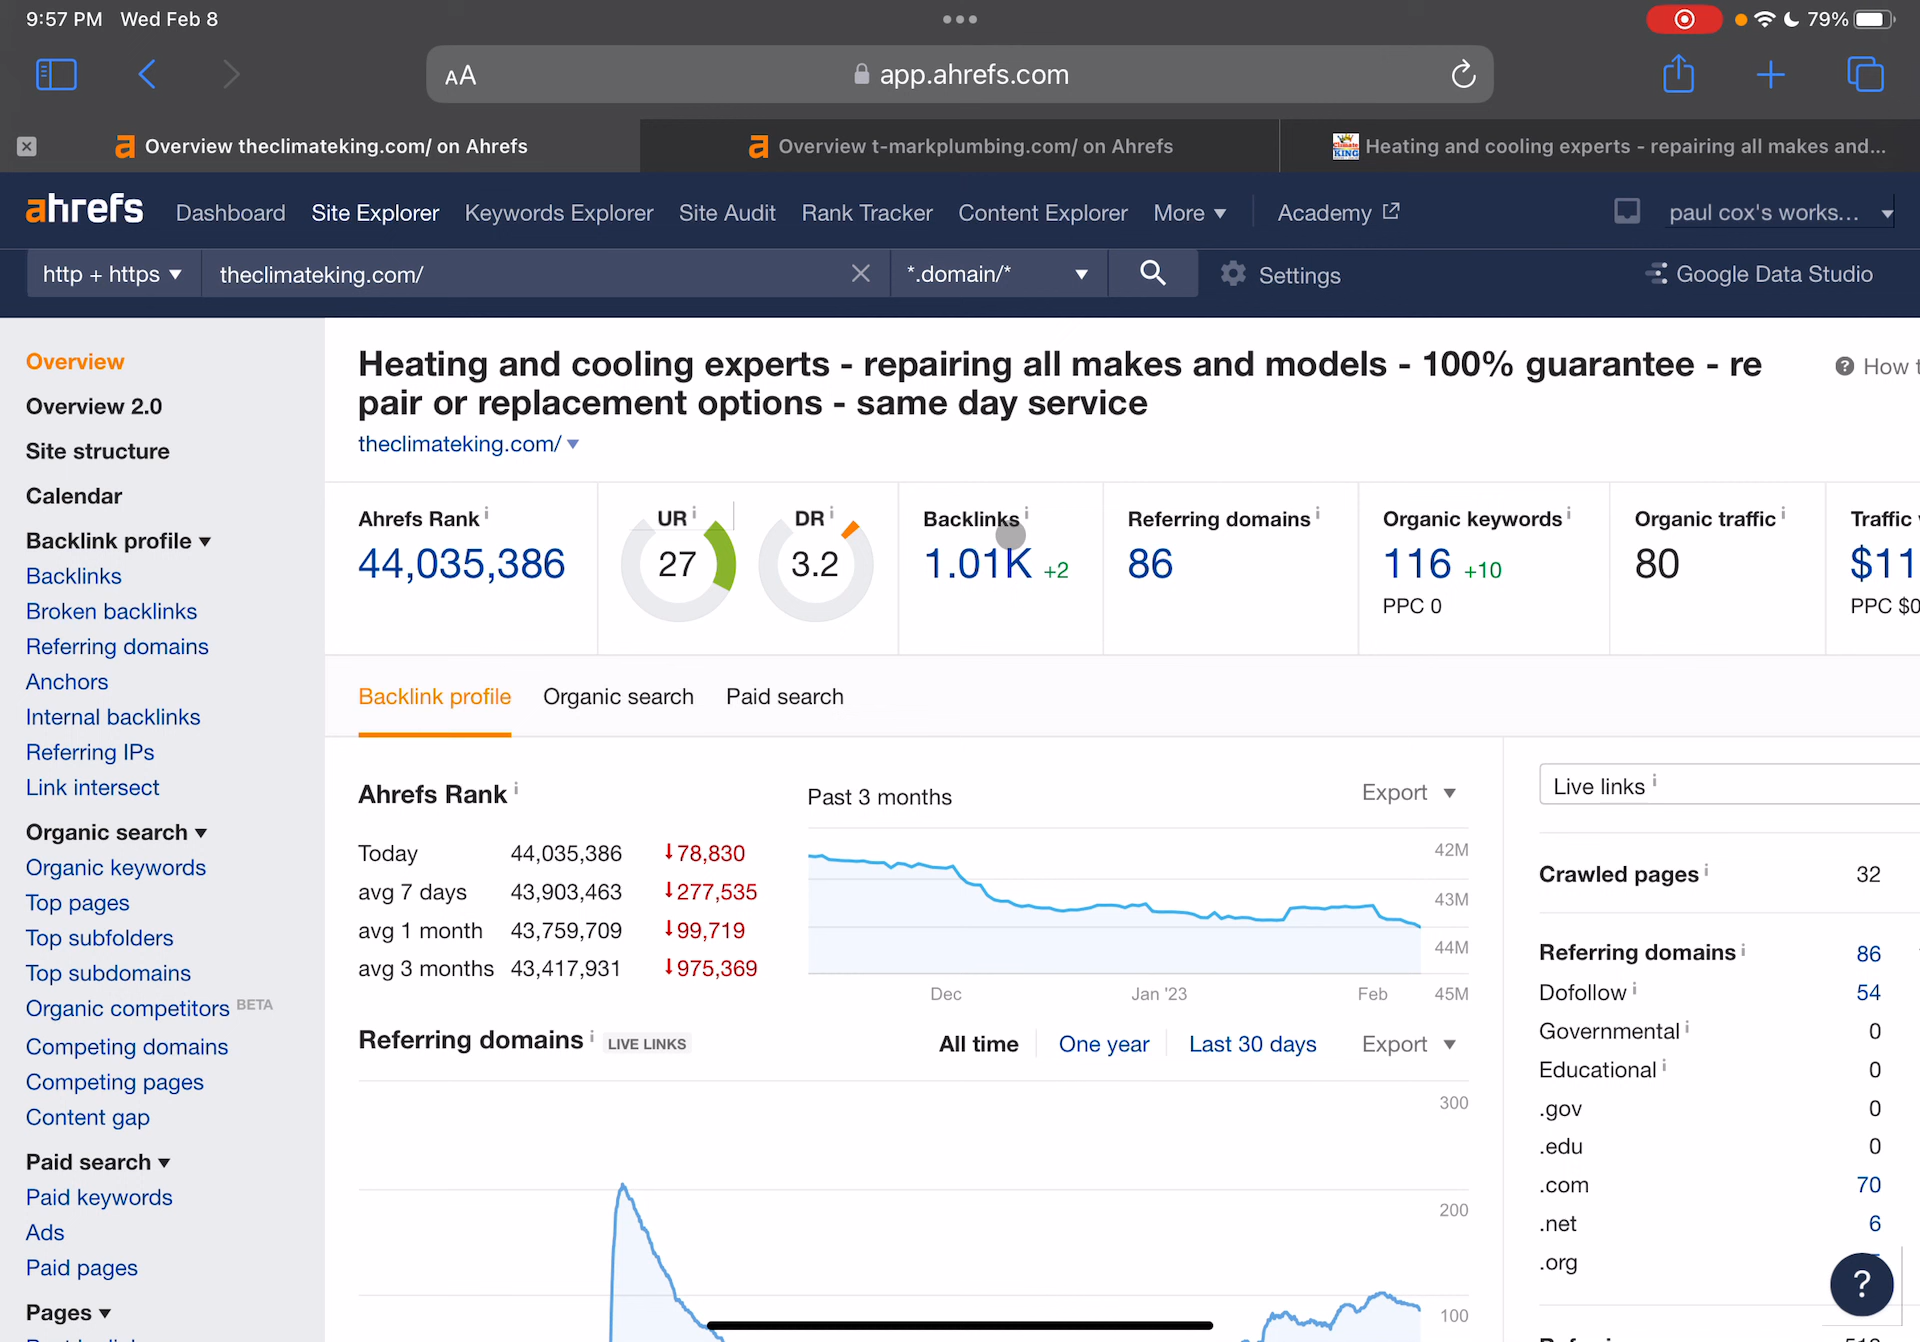 9:57 PM Wed Feb 8
79%
AA
app.ahrefs.com
Overview theclimateking.com/ on Ahrefs
Overview t-markplumbing.com/ on Ahrefs
Heating and cooling experts - repairing all makes and...
ahrefs
Dashboard
Site Explorer
Keywords Explorer
Site Audit
Rank Tracker
Content Explorer
More
Academy
paul cox's works...
http + https
theclimateking.com/
*.domain/*
Settings
Google Data Studio
Overview
Overview 2.0
Site structure
Calendar
Backlink profile
Backlinks
Broken backlinks
Referring domains
Anchors
Internal backlinks
Referring IPs
Link intersect
Organic search
Organic keywords
Top pages
Top subfolders
Top subdomains
Organic competitors BETA
Competing domains
Competing pages
Content gap
Paid search
Paid keywords
Ads
Paid pages
Pages
Heating and cooling experts - repairing all makes and models - 100% guarantee - re
pair or replacement options - same day service
theclimateking.com/
How t
Ahrefs Rank
44,035,386
UR
27
DR
3.2
Backlinks
1.01K +2
Referring domains
86
Organic keywords
116 +10
PPC 0
Organic traffic
80
Traffic
$11
PPC $0
Backlink profile
Organic search
Paid search
Ahrefs Rank
Past 3 months
Export
Today 44,035,386 ↓78,830
avg 7 days 43,903,463 ↓277,535
avg 1 month 43,759,709 ↓99,719
avg 3 months 43,417,931 ↓975,369
42M
43M
44M
45M
Dec
Jan '23
Feb
Referring domains LIVE LINKS
All time
One year
Last 30 days
Export
300
200
100
Live links
Crawled pages 32
Referring domains 86
Dofollow 54
Governmental 0
Educational 0
.gov 0
.edu 0
.com 70
.net 6
.org
?